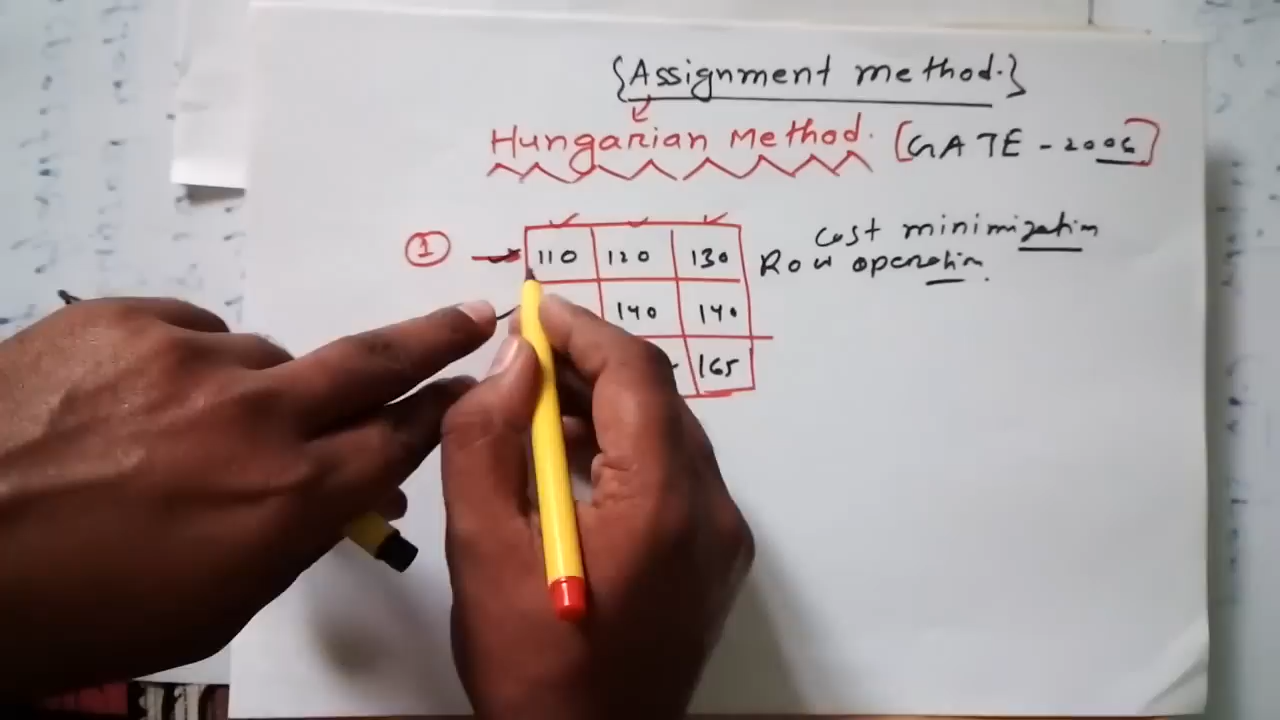 {Assignment method.}
Hungarian Method. [GATE - 2006]
cost minimization
Row operation.
1
110 120 130
140 140
165